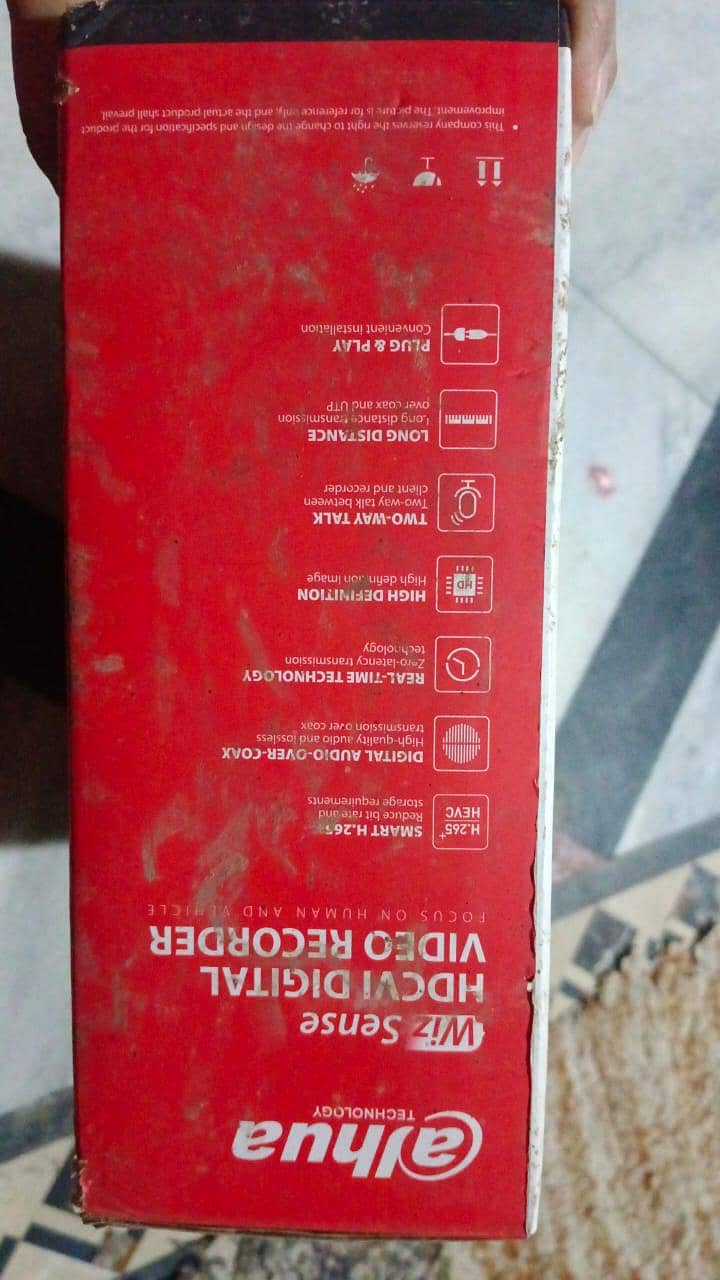 alhua
TECHNOLOGY
Wiz Sense
HDCVI DIGITAL
VIDEO RECORDER
FOCUS ON HUMAN AND VEHICLE
H.265+
HEVC
SMART H.265+
Reduce bit rate and
storage requirements
DIGITAL AUDIO-OVER-COAX
High-quality audio and lossless
transmission over coax
REAL-TIME TECHNOLOGY
Zero-latency transmission
technology
HD
HIGH DEFINITION
High definition image
TWO-WAY TALK
Two-way talk between
client and recorder
LONG DISTANCE
Long distance transmission
over coax and UTP
PLUG & PLAY
Convenient installation
• This company reserves the right to change the design and specification for the product
improvement. The picture is for reference only, and the actual product shall prevail.